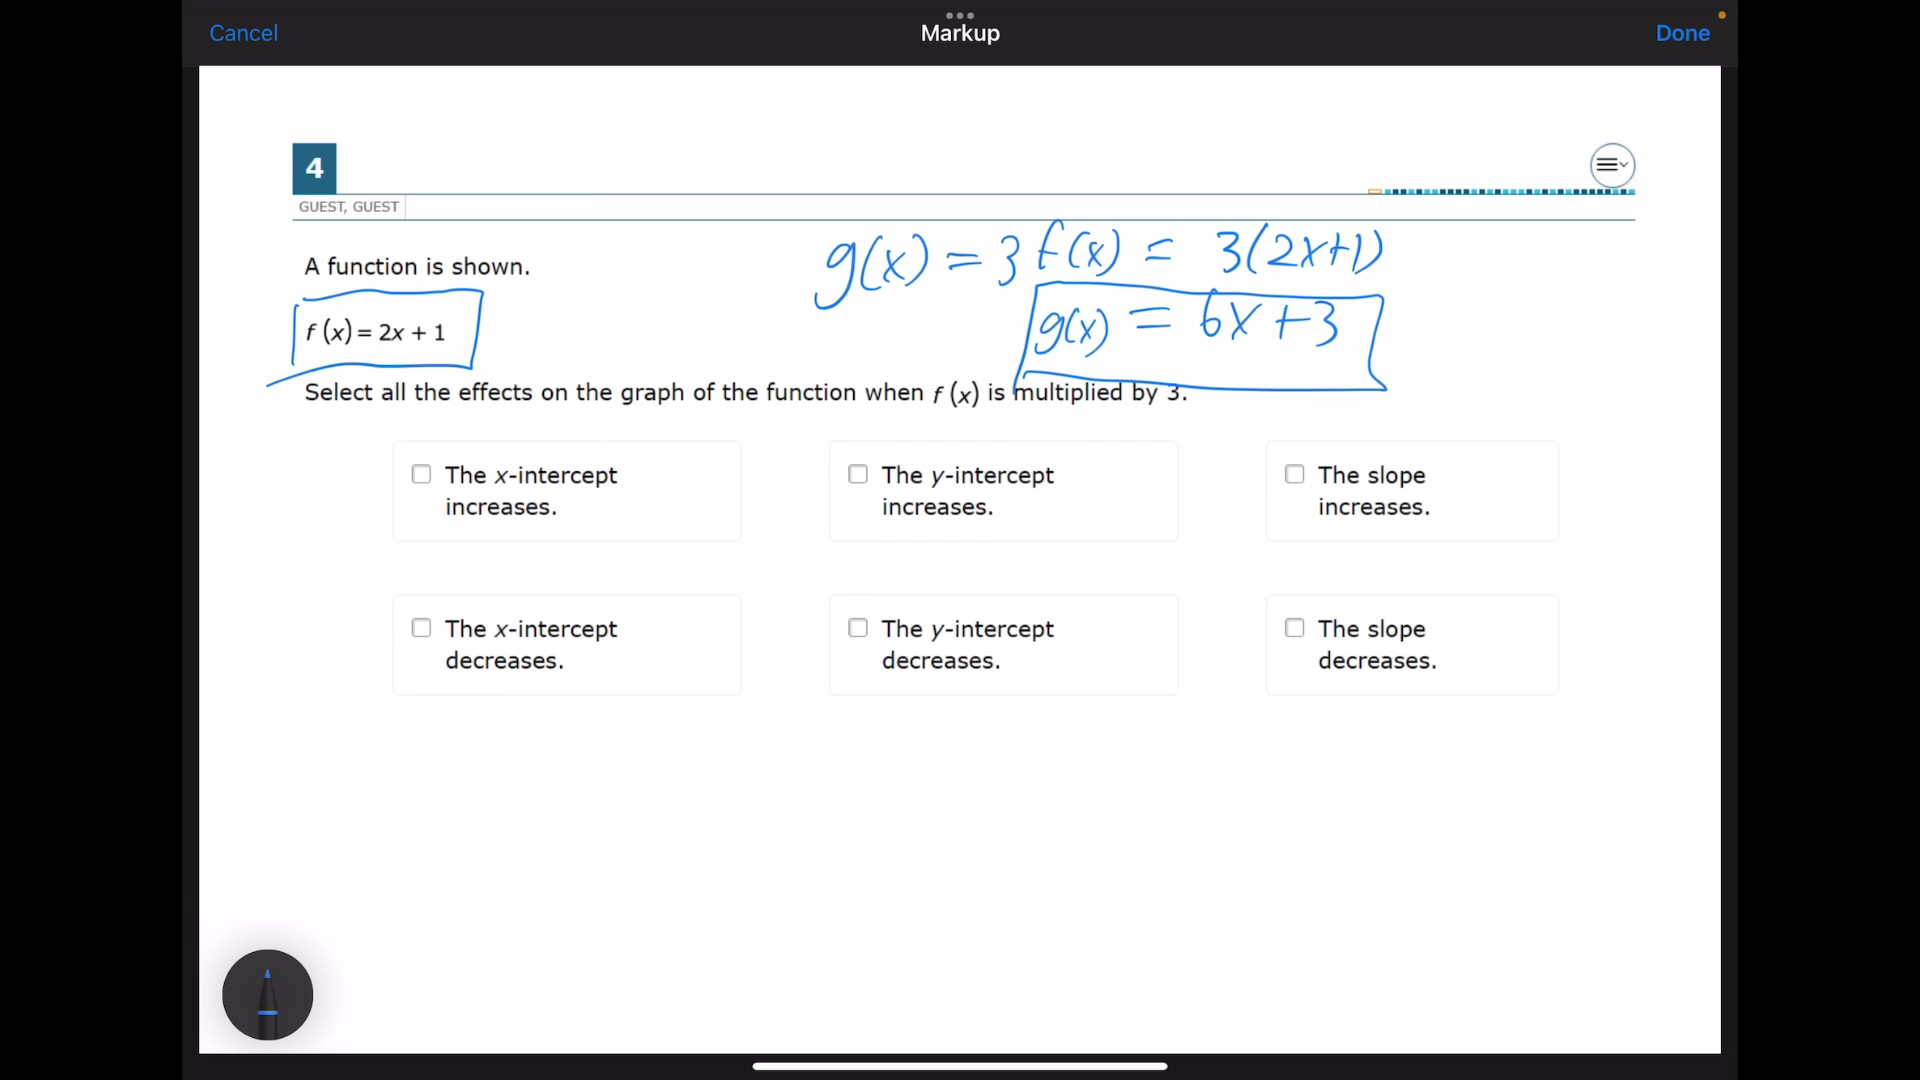 Cancel
Markup
Done
4
GUEST, GUEST
g(x) = 3 f(x) = 3(2x+1)
A function is shown.
g(x) = 6x+3
f (x) = 2x + 1
Select all the effects on the graph of the function when f (x) is multiplied by 3.
The x-intercept
increases.
The y-intercept
increases.
The slope
increases.
The x-intercept
decreases.
The y-intercept
decreases.
The slope
decreases.